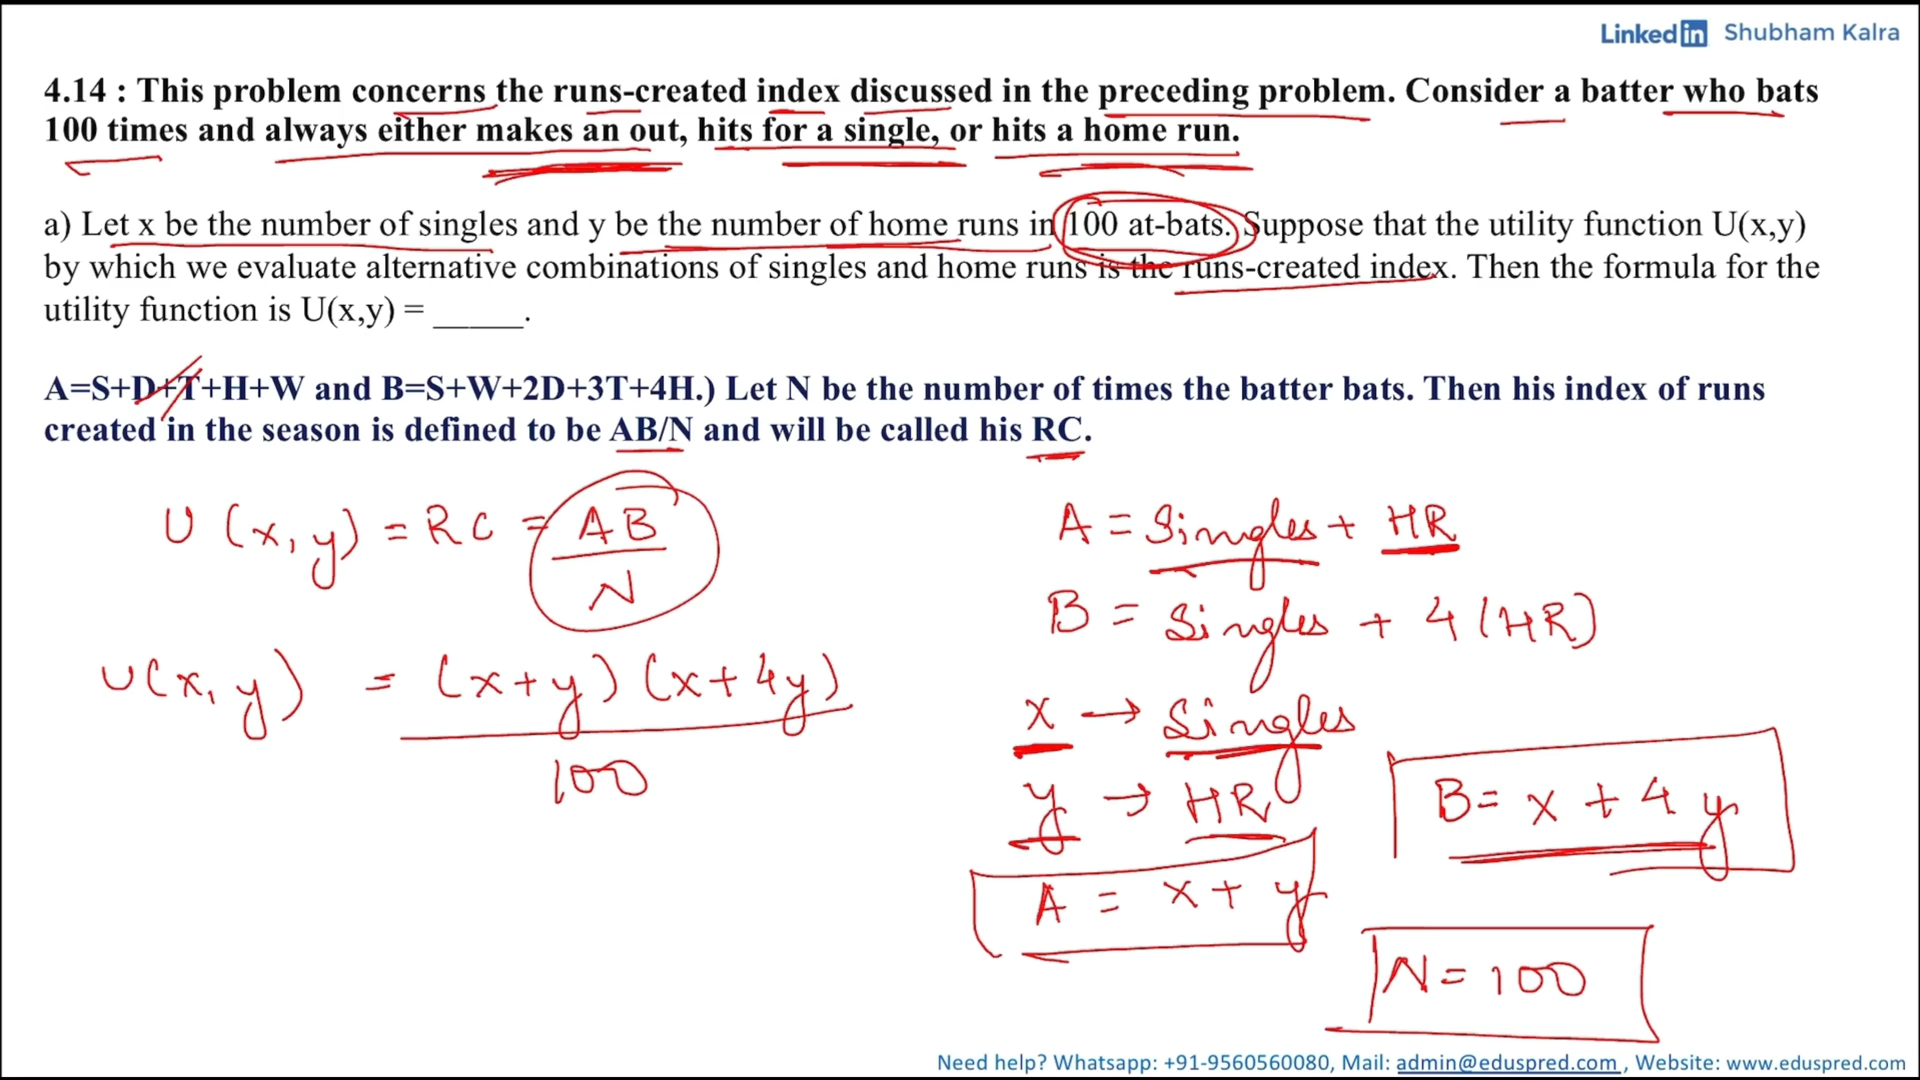 Linked in Shubham Kalra
4.14 : This problem concerns the runs-created index discussed in the preceding problem. Consider a batter who bats
100 times and always either makes an out, hits for a single, or hits a home run.
a) Let x be the number of singles and y be the number of home runs in 100 at-bats. Suppose that the utility function U(x,y)
by which we evaluate alternative combinations of singles and home runs is the runs-created index. Then the formula for the
utility function is U(x,y) = _____.
A=S+D+T+H+W and B=S+W+2D+3T+4H.) Let N be the number of times the batter bats. Then his index of runs
created in the season is defined to be AB/N and will be called his RC.
U (x, y) = RC = AB
N
U(x, y) = (x+y) (x+4y)
100
A = Singles + HR
B = Singles + 4 (HR)
x → Singles
y → HR
B = x + 4y
A = x + y
N = 100
Need help? Whatsapp: +91-9560560080, Mail: admin@eduspred.com , Website: www.eduspred.com